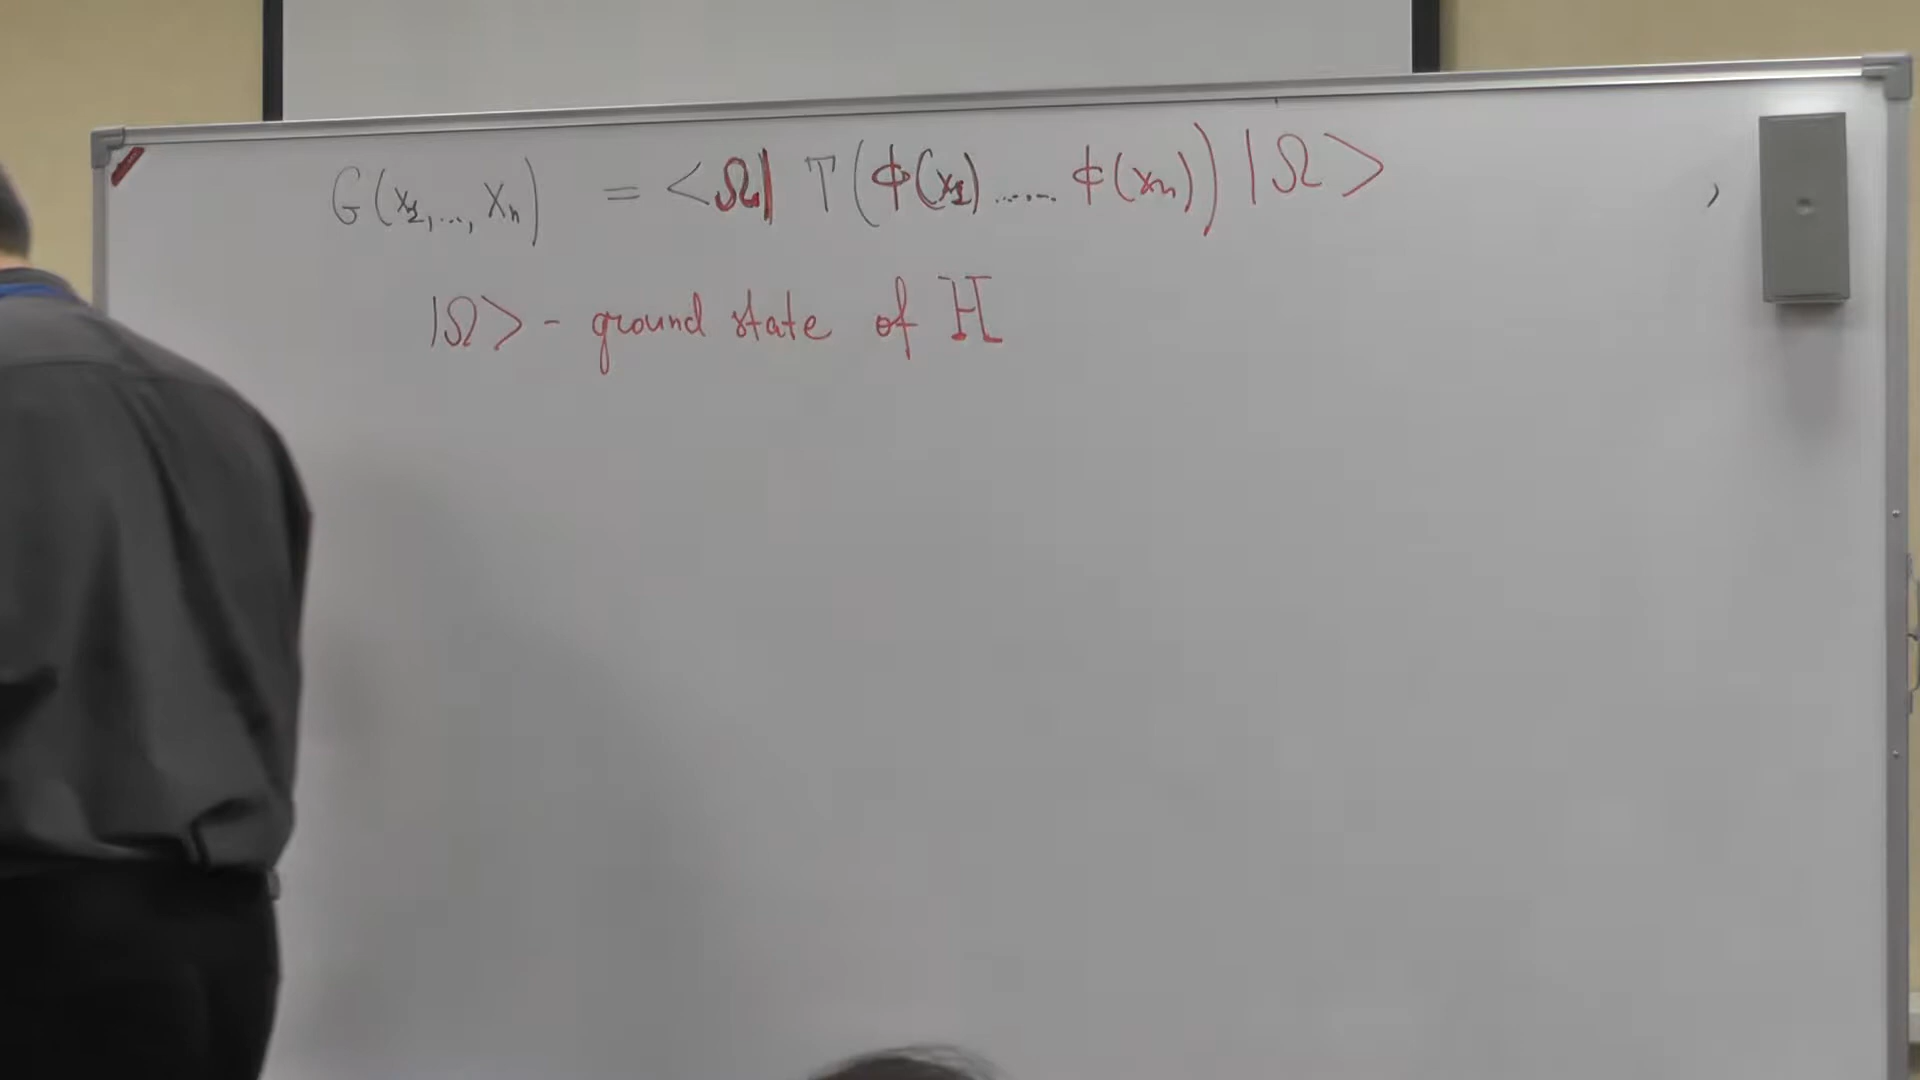 G(x₁,..., xₙ) = <Ω| T(ϕ(x₁)...... ϕ(xₙ)) |Ω> ,
|Ω> - ground state of H